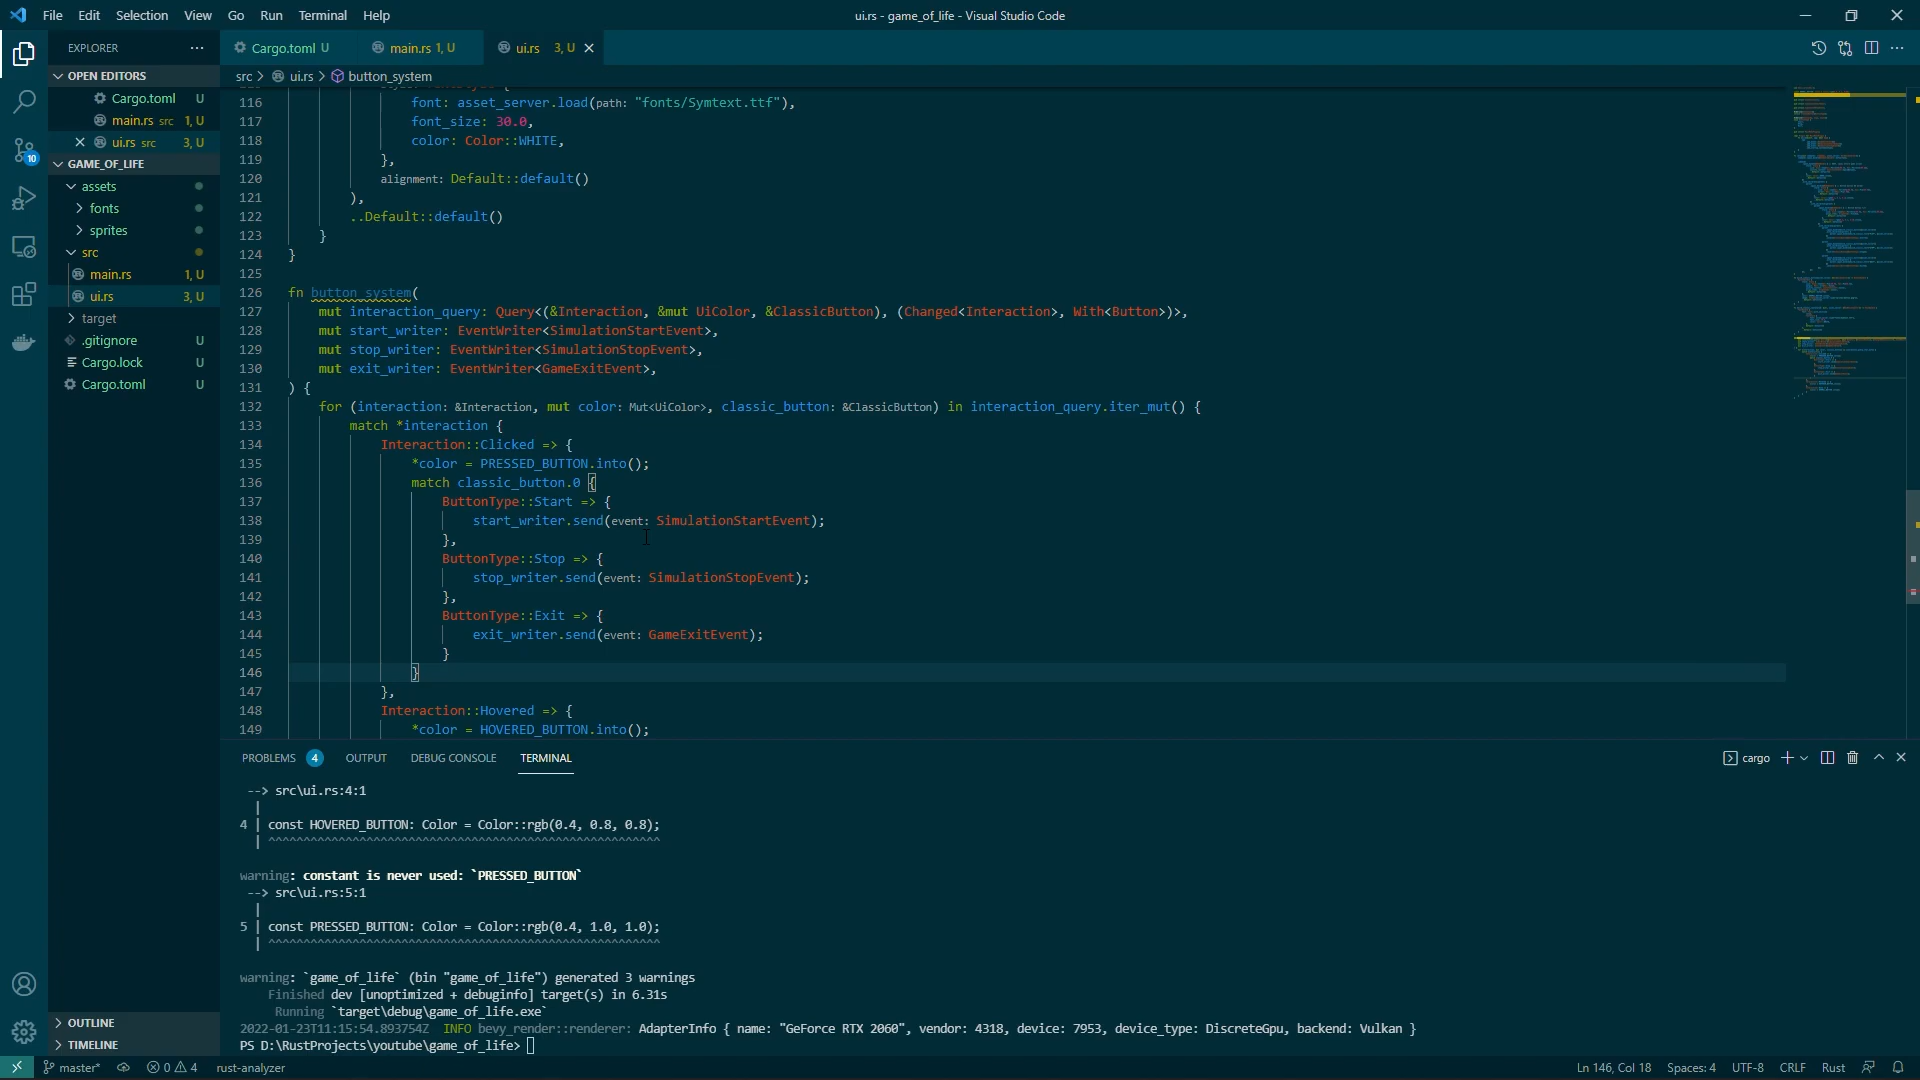 File Edit Selection View Go Run Terminal Help
ui.rs - game_of_life - Visual Studio Code
EXPLORER
Cargo.toml U
main.rs 1, U
ui.rs 3, U
OPEN EDITORS
Cargo.toml U
main.rs src 1, U
ui.rs src 3, U
GAME_OF_LIFE
assets
fonts
sprites
src
main.rs 1, U
ui.rs 3, U
target
.gitignore U
Cargo.lock U
Cargo.toml U
OUTLINE
TIMELINE
10
src > ui.rs > button_system
116 font: asset_server.load(path: "fonts/Symtext.ttf"),
117 font_size: 30.0,
118 color: Color::WHITE,
119 },
120 alignment: Default::default()
121 ),
122 ..Default::default()
123 }
124 }
125
126 fn button_system(
127 mut interaction_query: Query<(&Interaction, &mut UiColor, &ClassicButton), (Changed<Interaction>, With<Button>)>,
128 mut start_writer: EventWriter<SimulationStartEvent>,
129 mut stop_writer: EventWriter<SimulationStopEvent>,
130 mut exit_writer: EventWriter<GameExitEvent>,
131 ) {
132 for (interaction: &Interaction, mut color: Mut<UiColor>, classic_button: &ClassicButton) in interaction_query.iter_mut() {
133 match *interaction {
134 Interaction::Clicked => {
135 *color = PRESSED_BUTTON.into();
136 match classic_button.0 {
137 ButtonType::Start => {
138 start_writer.send(event: SimulationStartEvent);
139 },
140 ButtonType::Stop => {
141 stop_writer.send(event: SimulationStopEvent);
142 },
143 ButtonType::Exit => {
144 exit_writer.send(event: GameExitEvent);
145 }
146 }
147 },
148 Interaction::Hovered => {
149 *color = HOVERED_BUTTON.into();
PROBLEMS 4 OUTPUT DEBUG CONSOLE TERMINAL
cargo
--> src\ui.rs:4:1
|
4 | const HOVERED_BUTTON: Color = Color::rgb(0.4, 0.8, 0.8);
| ^^^^^^^^^^^^^^^^^^^^^^^^^^^^^^^^^^^^^^^^^^^^^^^^^^^^^^^^
warning: constant is never used: `PRESSED_BUTTON`
--> src\ui.rs:5:1
|
5 | const PRESSED_BUTTON: Color = Color::rgb(0.4, 1.0, 1.0);
| ^^^^^^^^^^^^^^^^^^^^^^^^^^^^^^^^^^^^^^^^^^^^^^^^^^^^^^^^
warning: `game_of_life` (bin "game_of_life") generated 3 warnings
Finished dev [unoptimized + debuginfo] target(s) in 6.31s
Running `target\debug\game_of_life.exe`
2022-01-23T11:15:54.893754Z INFO bevy_render::renderer: AdapterInfo { name: "GeForce RTX 2060", vendor: 4318, device: 7953, device_type: DiscreteGpu, backend: Vulkan }
PS D:\RustProjects\youtube\game_of_life>
master* 0 4 rust-analyzer
Ln 146, Col 18 Spaces: 4 UTF-8 CRLF Rust